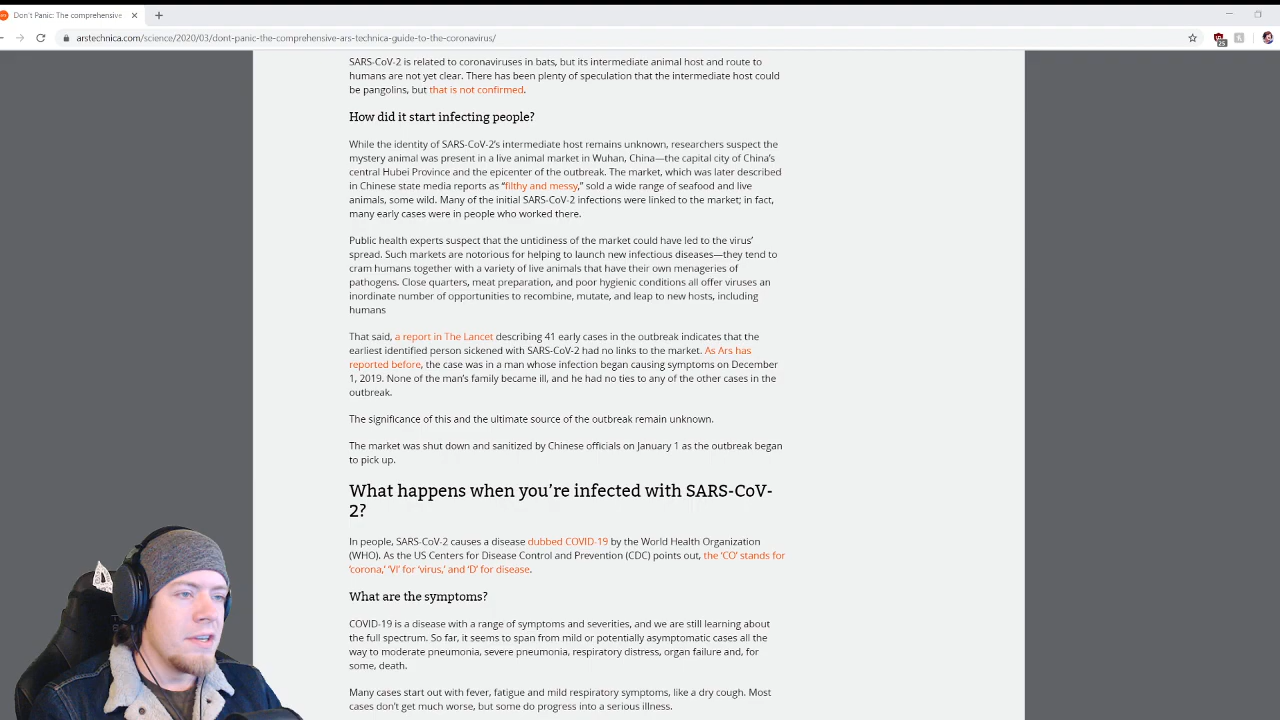 Don't Panic: The comprehensive
arstechnica.com/science/2020/03/dont-panic-the-comprehensive-ars-technica-guide-to-the-coronavirus/
25
SARS-CoV-2 is related to coronaviruses in bats, but its intermediate animal host and route to
humans are not yet clear. There has been plenty of speculation that the intermediate host could
be pangolins, but that is not confirmed.
How did it start infecting people?
While the identity of SARS-CoV-2's intermediate host remains unknown, researchers suspect the
mystery animal was present in a live animal market in Wuhan, China—the capital city of China's
central Hubei Province and the epicenter of the outbreak. The market, which was later described
in Chinese state media reports as “filthy and messy,” sold a wide range of seafood and live
animals, some wild. Many of the initial SARS-CoV-2 infections were linked to the market; in fact,
many early cases were in people who worked there.
Public health experts suspect that the untidiness of the market could have led to the virus'
spread. Such markets are notorious for helping to launch new infectious diseases—they tend to
cram humans together with a variety of live animals that have their own menageries of
pathogens. Close quarters, meat preparation, and poor hygienic conditions all offer viruses an
inordinate number of opportunities to recombine, mutate, and leap to new hosts, including
humans
That said, a report in The Lancet describing 41 early cases in the outbreak indicates that the
earliest identified person sickened with SARS-CoV-2 had no links to the market. As Ars has
reported before, the case was in a man whose infection began causing symptoms on December
1, 2019. None of the man's family became ill, and he had no ties to any of the other cases in the
outbreak.
The significance of this and the ultimate source of the outbreak remain unknown.
The market was shut down and sanitized by Chinese officials on January 1 as the outbreak began
to pick up.
What happens when you're infected with SARS-CoV-
2?
In people, SARS-CoV-2 causes a disease dubbed COVID-19 by the World Health Organization
(WHO). As the US Centers for Disease Control and Prevention (CDC) points out, the ‘CO’ stands for
‘corona,’ ‘VI’ for ‘virus,’ and ‘D’ for disease.
What are the symptoms?
COVID-19 is a disease with a range of symptoms and severities, and we are still learning about
the full spectrum. So far, it seems to span from mild or potentially asymptomatic cases all the
way to moderate pneumonia, severe pneumonia, respiratory distress, organ failure and, for
some, death.
Many cases start out with fever, fatigue and mild respiratory symptoms, like a dry cough. Most
cases don't get much worse, but some do progress into a serious illness.